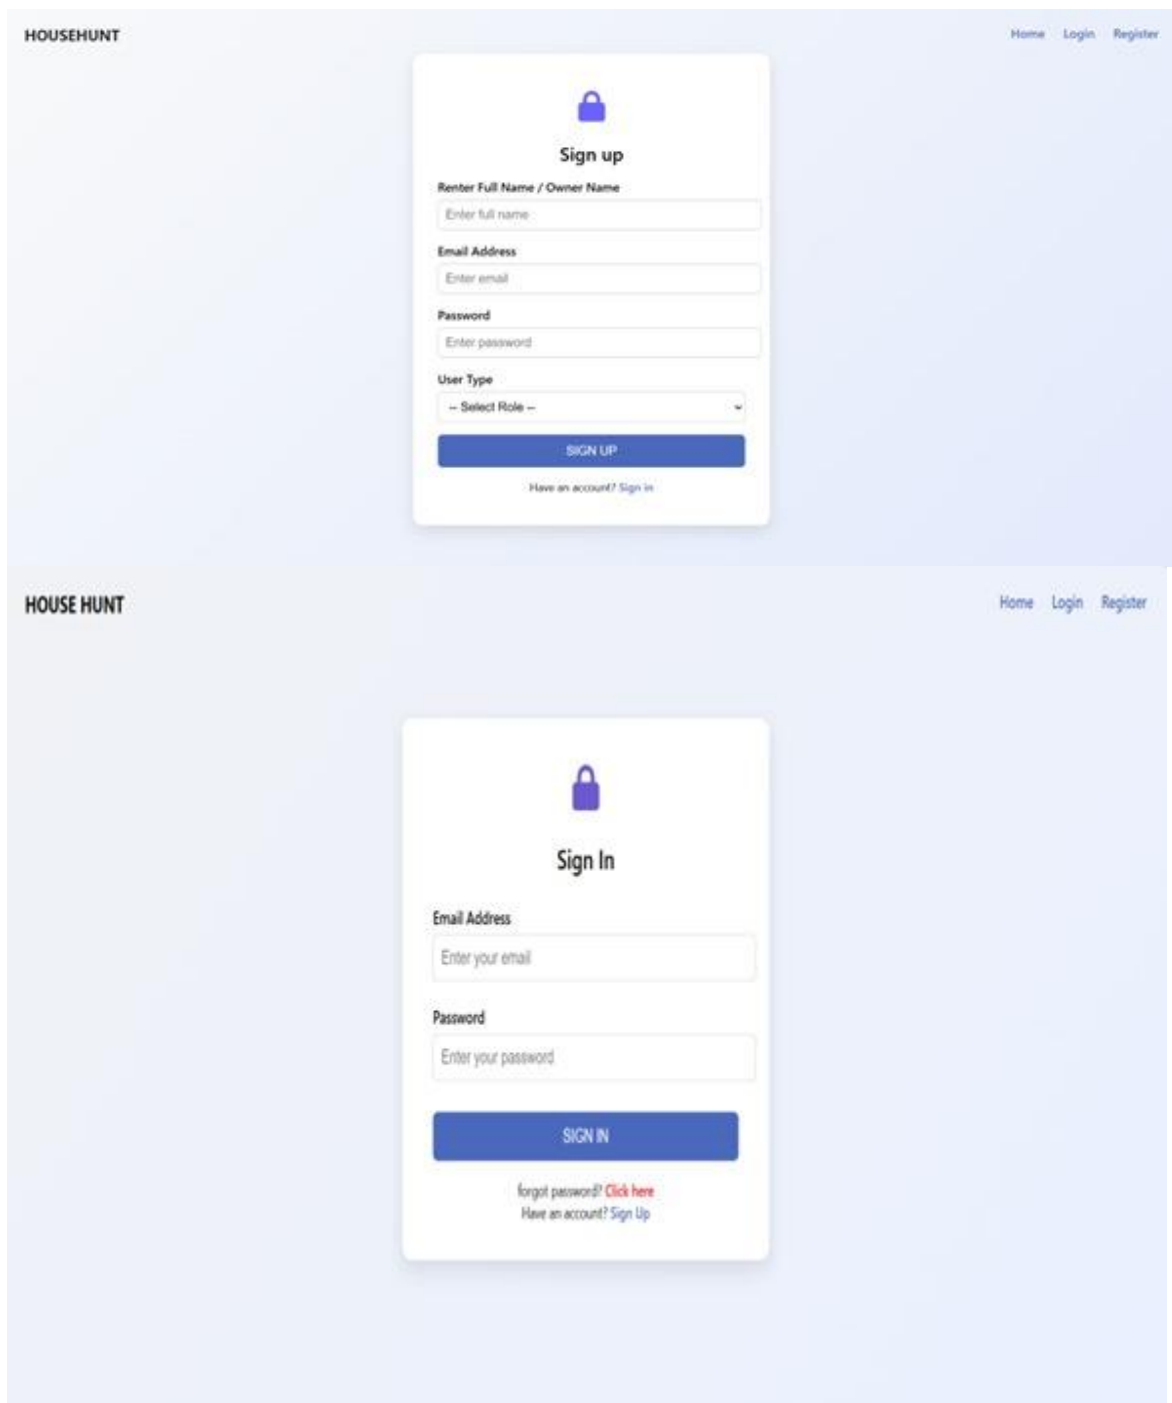 HOUSEHUNT
Home Login Register
Sign up
Renter Full Name / Owner Name
Enter full name
Email Address
Enter email
Password
Enter password
User Type
-- Select Role --
SIGN UP
Have an account? Sign in
HOUSE HUNT
Home Login Register
Sign In
Email Address
Enter your email
Password
Enter your password
SIGN IN
forgot password? Click here
Have an account? Sign Up